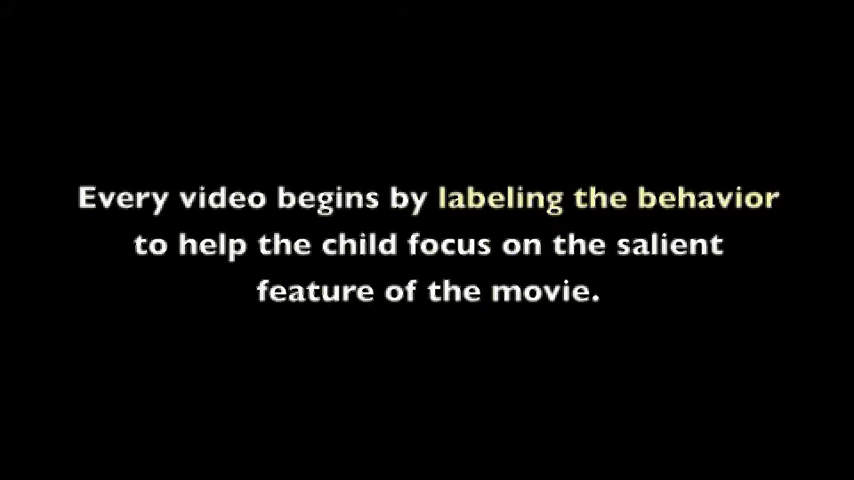 Every video begins by labeling the behavior
to help the child focus on the salient
feature of the movie.